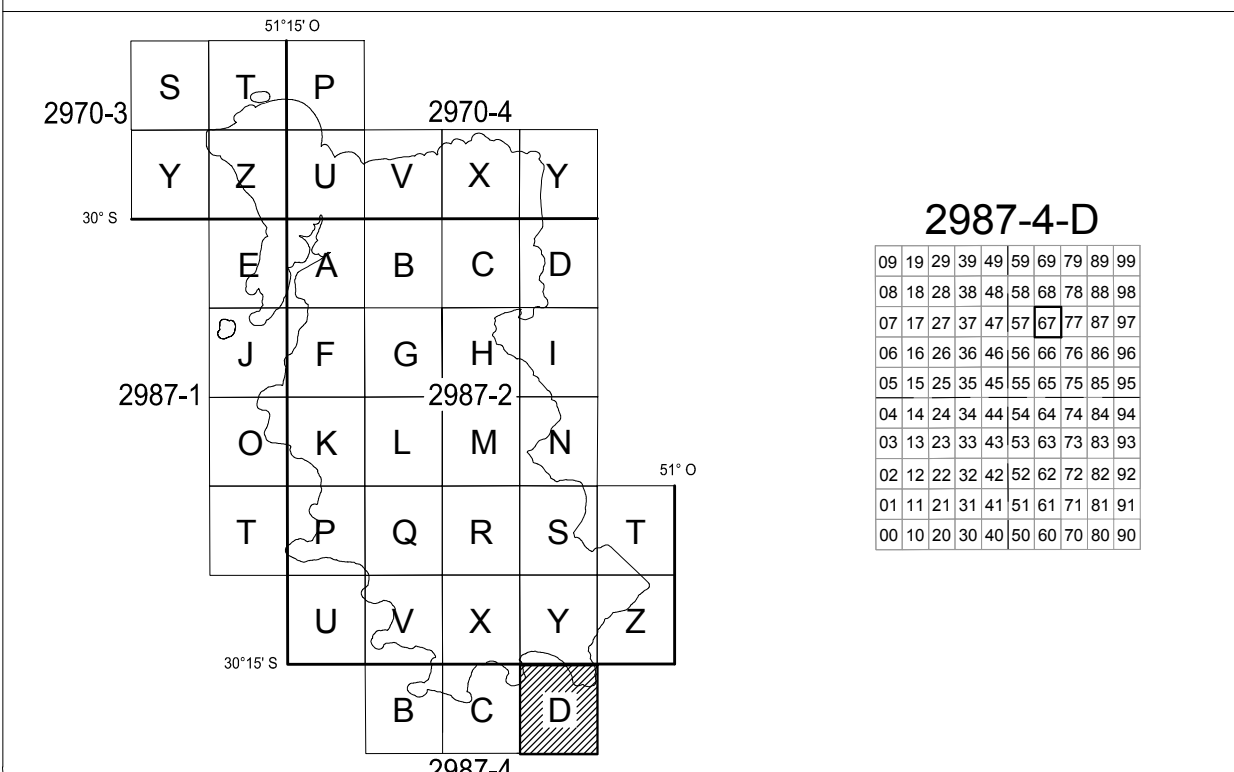 51°15' O
S T P
2970-3
2970-4
Y Z U V X Y
30° S
E A B C D
J F G H I
2987-1
2987-2
O K L M N
51° O
T P Q R S T
U V X Y Z
30°15' S
B C D
2987-4
2987-4-D
09 19 29 39 49 59 69 79 89 99
08 18 28 38 48 58 68 78 88 98
07 17 27 37 47 57 67 77 87 97
06 16 26 36 46 56 66 76 86 96
05 15 25 35 45 55 65 75 85 95
04 14 24 34 44 54 64 74 84 94
03 13 23 33 43 53 63 73 83 93
02 12 22 32 42 52 62 72 82 92
01 11 21 31 41 51 61 71 81 91
00 10 20 30 40 50 60 70 80 90